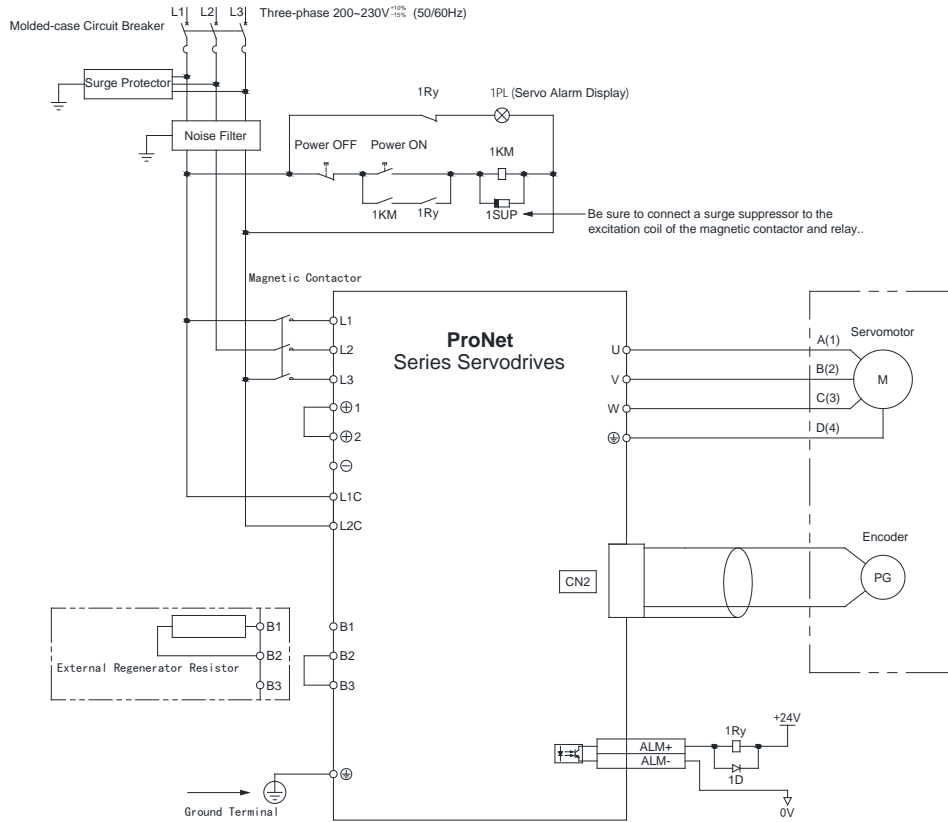 L1 L2 L3 Three-phase 200~230V +10% -15% (50/60Hz)
Molded-case Circuit Breaker
Surge Protector
1Ry
1PL (Servo Alarm Display)
Noise Filter
Power OFF
Power ON
1KM
1KM
1Ry
1SUP
Be sure to connect a surge suppressor to the
excitation coil of the magnetic contactor and relay..
Magnetic Contactor
ProNet
Series Servodrives
L1
L2
L3
1
2
L1C
L2C
B1
B2
B3
U
V
W
A(1)
B(2)
C(3)
D(4)
Servomotor
M
Encoder
PG
CN2
B1
B2
B3
External Regenerator Resistor
ALM+
ALM-
1Ry
1D
+24V
0V
Ground Terminal